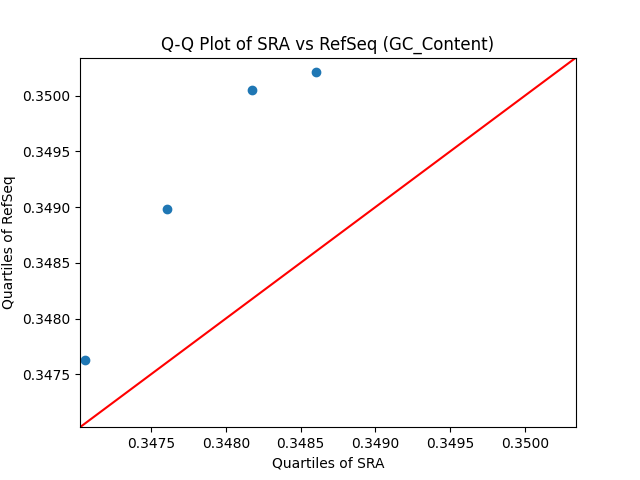 Q-Q Plot of SRA vs RefSeq (GC_Content)
Quartiles of RefSeq
0.3500
0.3495
0.3490
0.3485
0.3480
0.3475
0.3475 0.3480 0.3485 0.3490 0.3495 0.3500
Quartiles of SRA